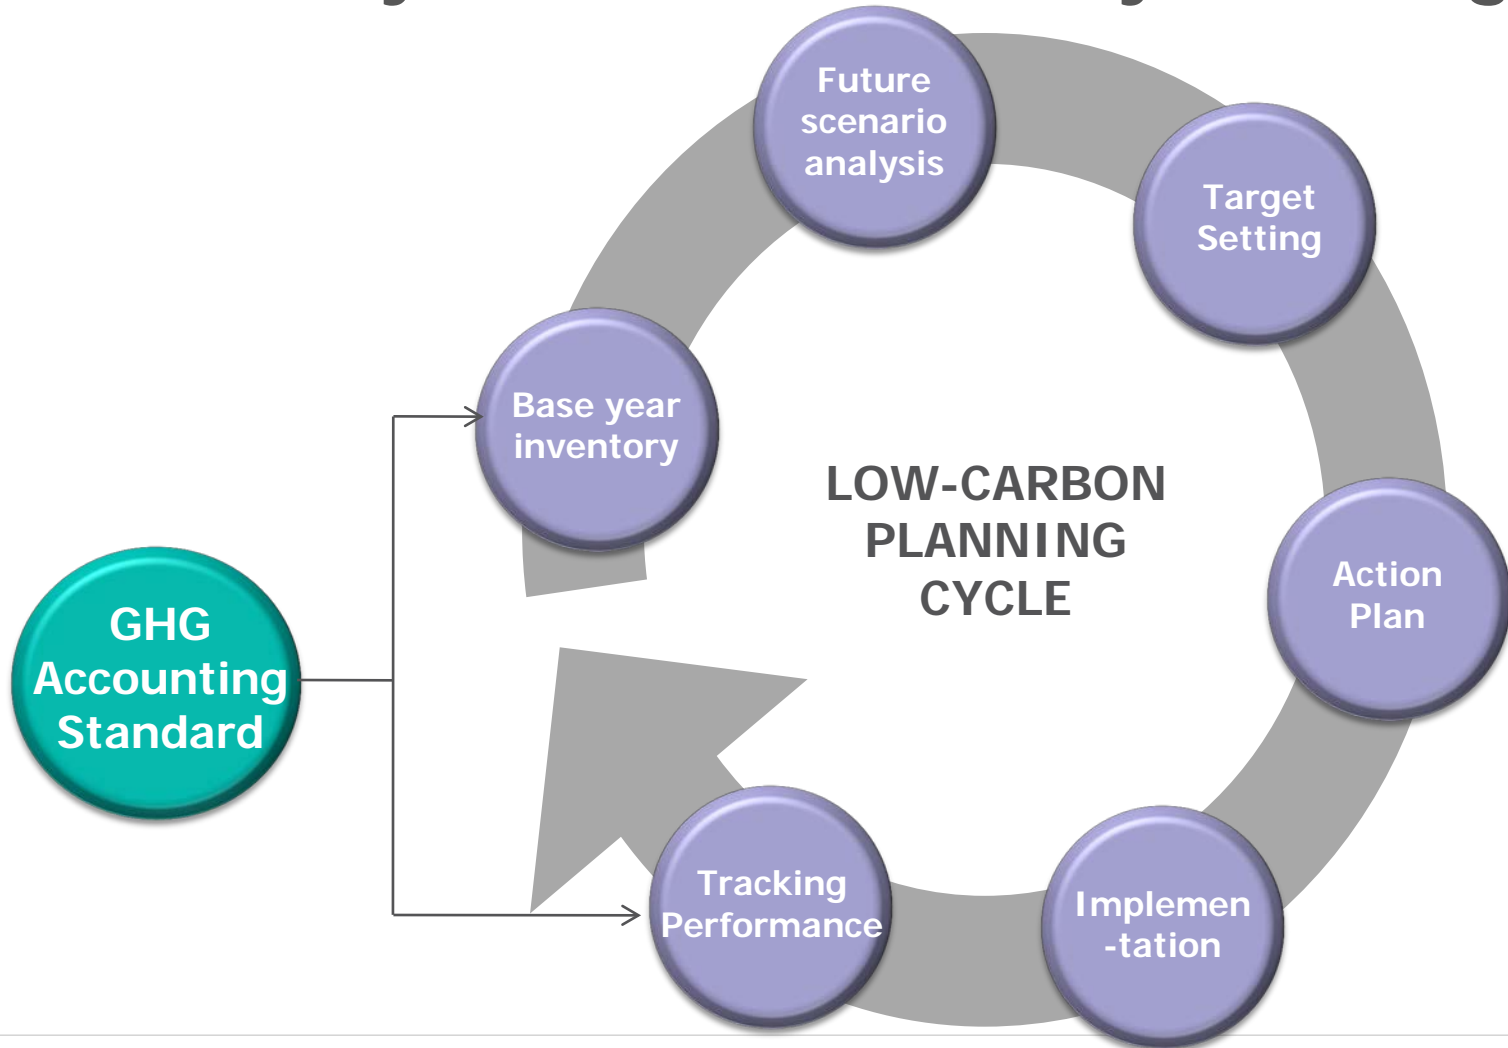 Future
scenario
analysis
Target
Setting
Base year
inventory
LOW-CARBON
PLANNING
CYCLE
Action
Plan
GHG
Accounting
Standard
Tracking
Performance
Implemen
-tation